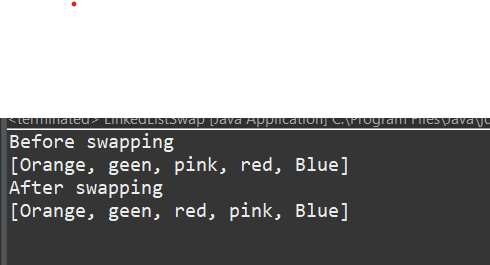 <terminated> LinkedListSwap [Java Application] C:\Program Files\Java\j
Before swapping
[Orange, geen, pink, red, Blue]
After swapping
[Orange, geen, red, pink, Blue]